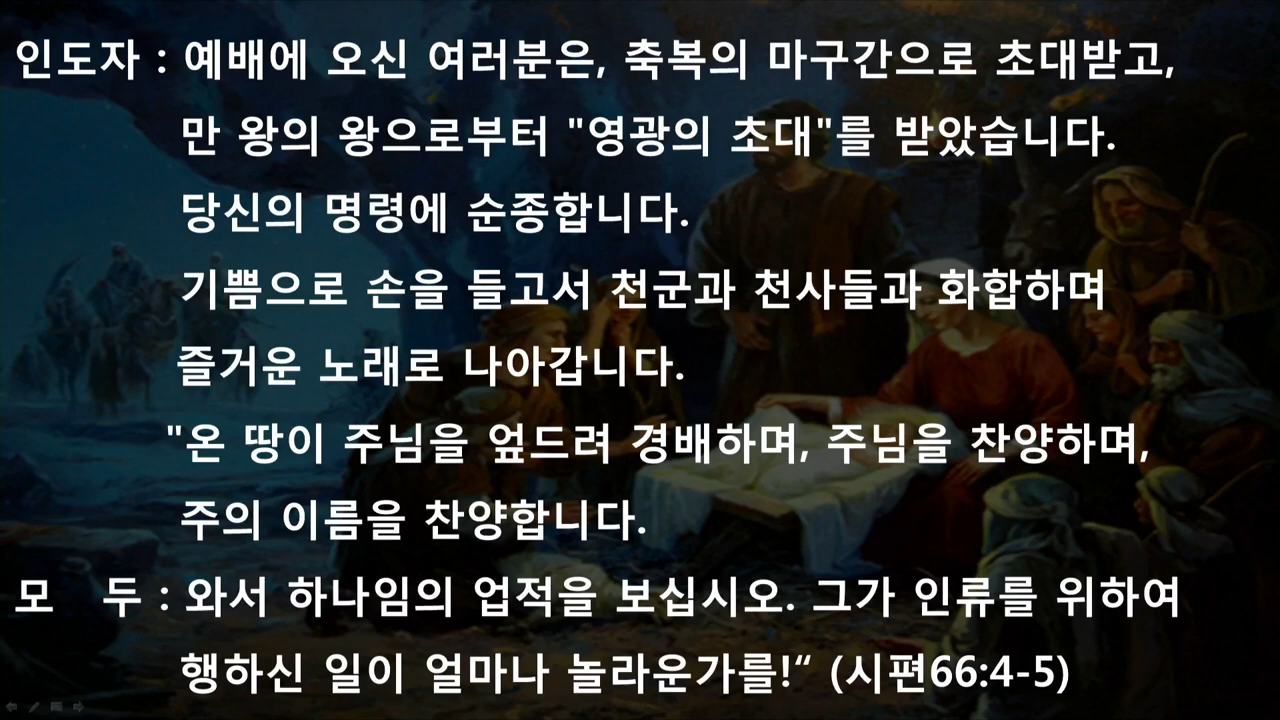 인도자 : 예배에 오신 여러분은, 축복의 마구간으로 초대받고,
만 왕의 왕으로부터 "영광의 초대"를 받았습니다.
당신의 명령에 순종합니다.
기쁨으로 손을 들고서 천군과 천사들과 화합하며
즐거운 노래로 나아갑니다.
"온 땅이 주님을 엎드려 경배하며, 주님을 찬양하며,
주의 이름을 찬양합니다.
모 두 : 와서 하나임의 업적을 보십시오. 그가 인류를 위하여
행하신 일이 얼마나 놀라운가를!“ (시편66:4-5)